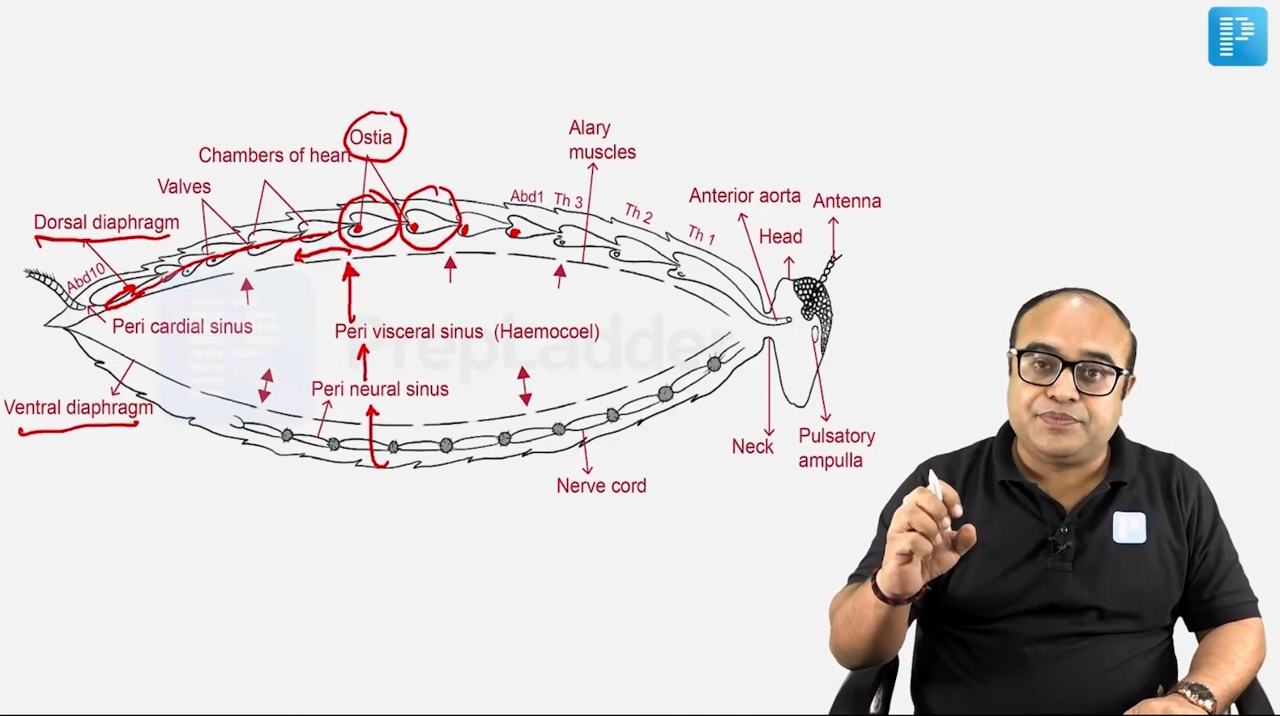 Ostia
Alary
muscles
Chambers of heart
Valves
Abd1
Th 3
Anterior aorta
Antenna
Th 2
Dorsal diaphragm
Th 1
Head
Abd10
Peri cardial sinus
Peri visceral sinus (Haemocoel)
PrepLadder
Peri neural sinus
Ventral diaphragm
Neck
Pulsatory
ampulla
Nerve cord